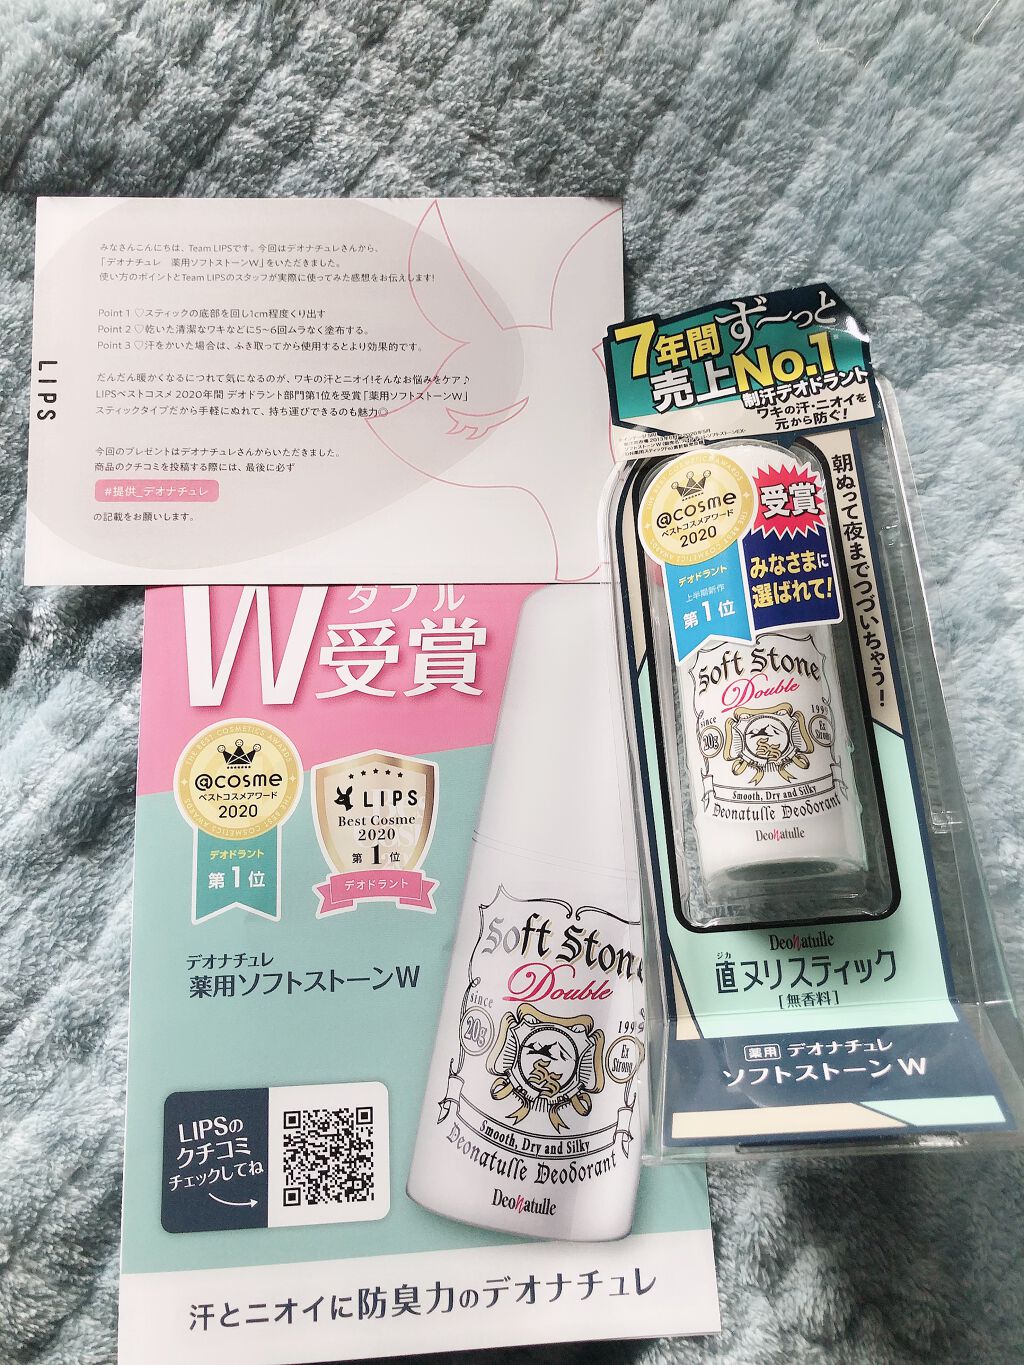 みなさんこんにちは、Team LIPSです。今回はデオナチュレさんから、
「デオナチュレ 薬用ソフトストーンW」をいただきました。
使い方のポイントとTeam LIPSのスタッフが実際に使ってみた感想をお伝えします!
Point 1 ♡スティックの底部を回し1cm程度くり出す
Point 2 ♡乾いた清潔なワキなどに5~6回ムラなく塗布する。
Point 3 ♡汗をかいた場合は、ふき取ってから使用するとより効果的です。
だんだん暖かくなるにつれて気になるのが、ワキの汗とニオイ!そんなお悩みをケア♪
LIPSベストコスメ 2020年間 デオドラント部門第1位を受賞「薬用ソフトストーンW」
スティックタイプだから手軽にぬれて、持ち運びできるのも魅力◎
今回のプレゼントはデオナチュレさんからいただきました。
商品のクチコミを投稿する際には、最後に必ず
#提供_デオナチュレ
の記載をお願いします。
LIPS
W ダブル
受賞
THE BEST COSMETICS AWARDS
@cosme
ベストコスメアワード
2020
デオドラント
第1位
LIPS
Best Cosme
2020
第1位
デオドラント
デオナチュレ
薬用ソフトストーンW
Soft Stone
Double
since
1995
20g
Ex
Strong
SS
Smooth, Dry and Silky
Deonatulle Deodorant
Deonatulle
LIPSの
クチコミ
チェックしてね
汗とニオイに防臭力のデオナチュレ
7年間ず~っと
売上No.1
制汗デオドラント
ワキの汗・ニオイを
元から防ぐ!
朝ぬって夜までつづいちゃう!
@cosme
ベストコスメアワード
2020
デオドラント
上半期新作
第1位
受賞
みなさまに
選ばれて!
Soft Stone
Double
since
199
20g
Ex
Strong
SS
Smooth, Dry and Silky
Deonatulle Deodorant
Deonatulle
Deonatulle
ジカ
直ヌリスティック
[無香料]
薬用 デオナチュレ
ソフトストーンW